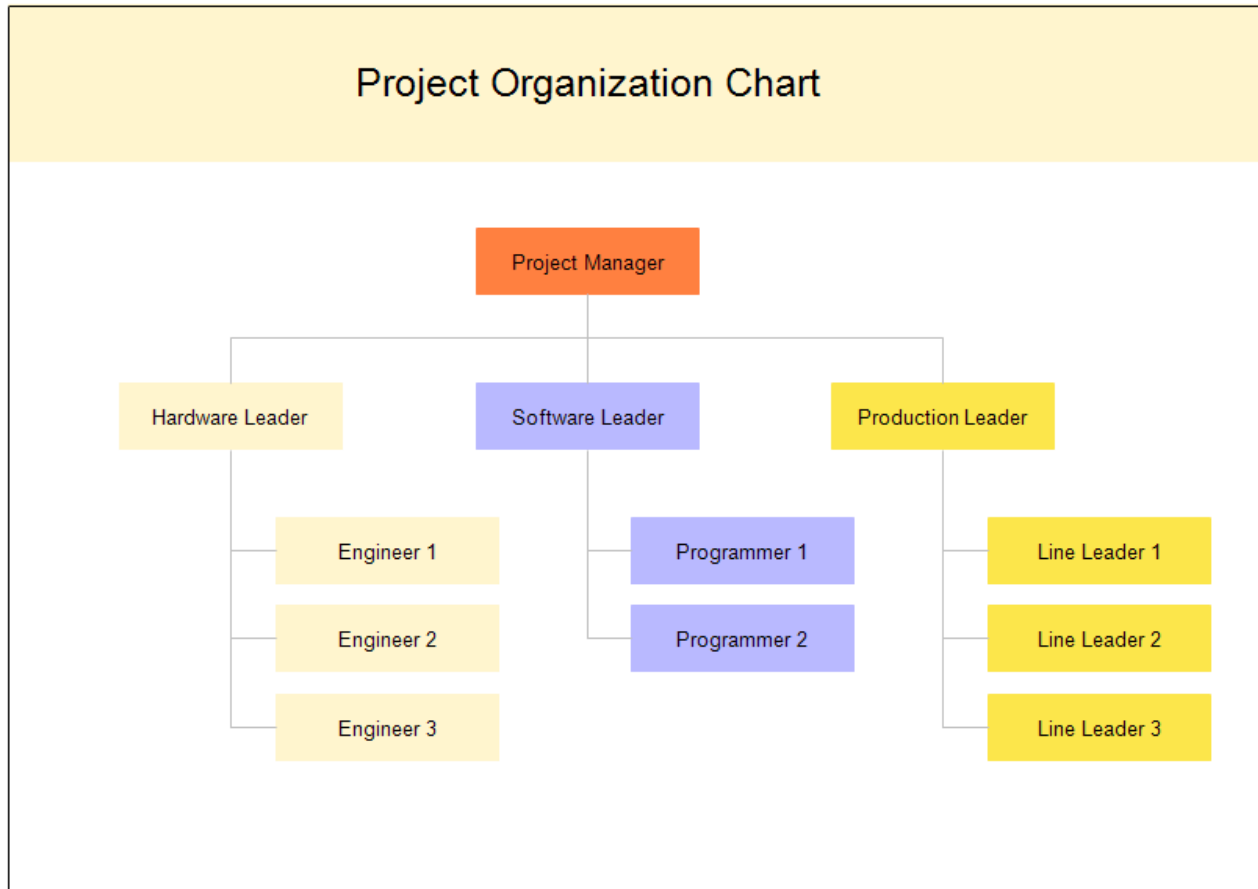 Project Organization Chart
Project Manager
Hardware Leader
Software Leader
Production Leader
Engineer 1
Programmer 1
Line Leader 1
Engineer 2
Programmer 2
Line Leader 2
Engineer 3
Line Leader 3